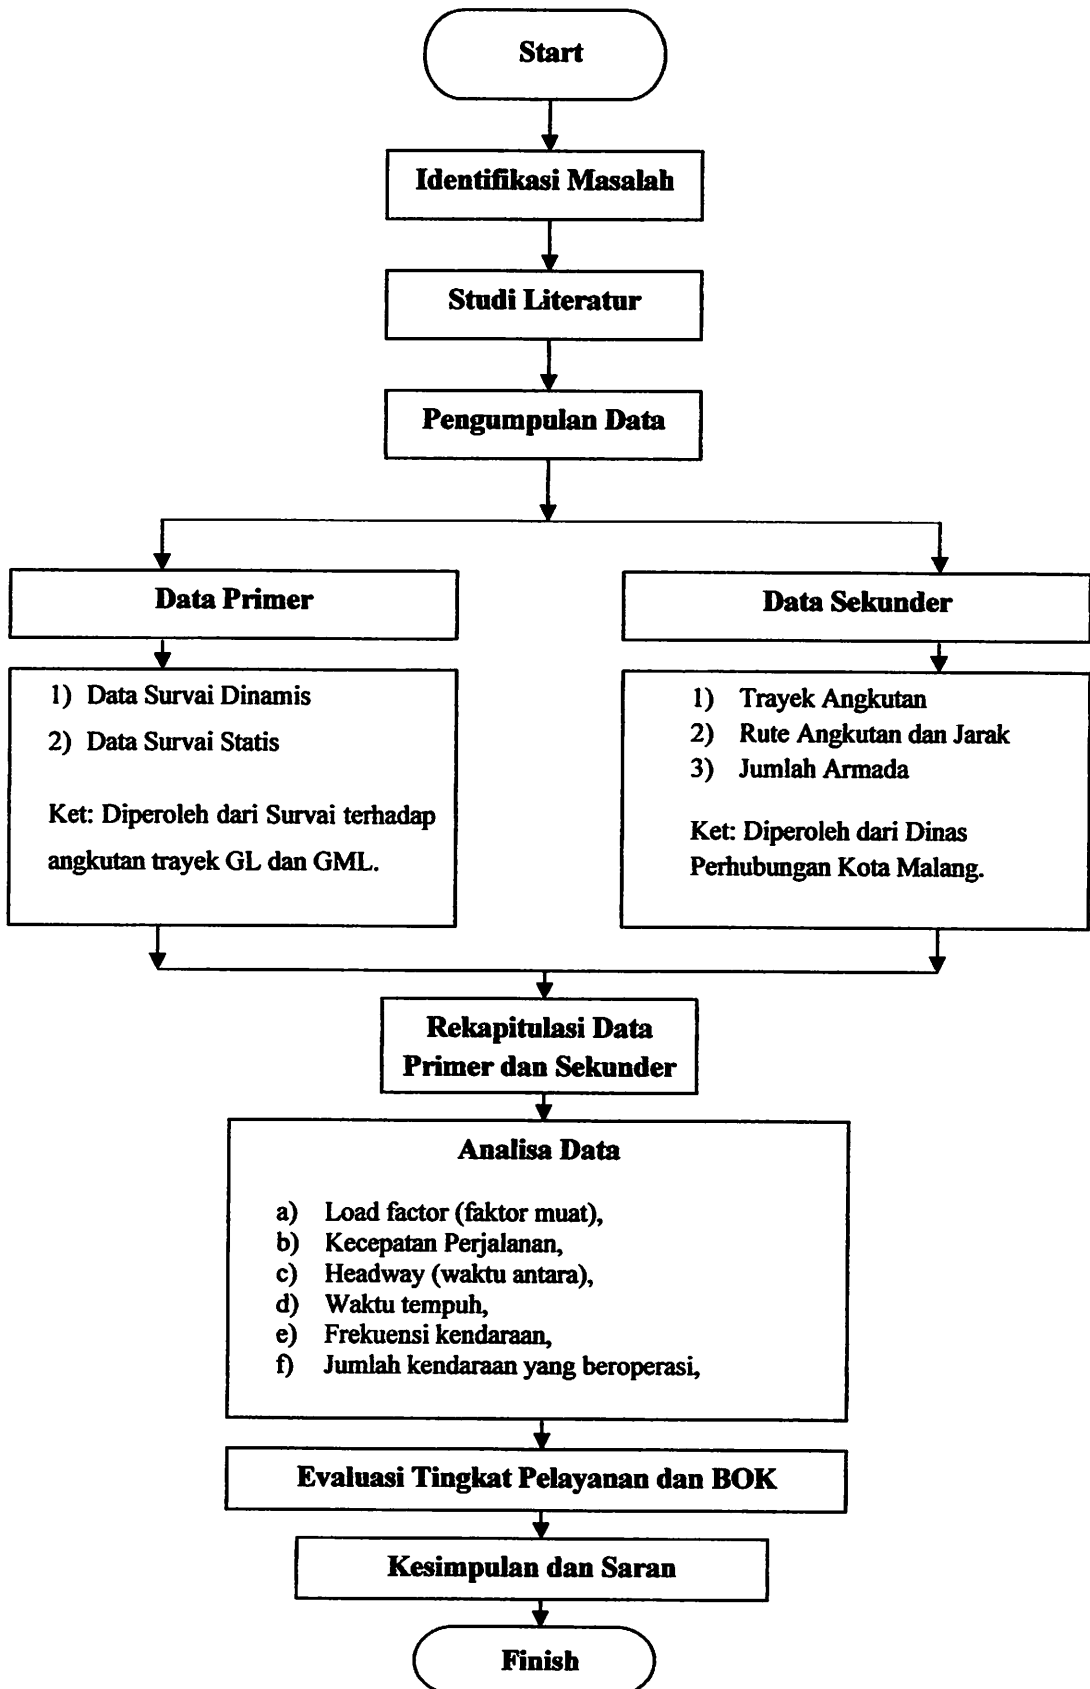 Start
Identifikasi Masalah
Studi Literatur
Pengumpulan Data
Data Primer
1) Data Survai Dinamis
2) Data Survai Statis
Ket: Diperoleh dari Survai terhadap
angkutan trayek GL dan GML.
Data Sekunder
1) Trayek Angkutan
2) Rute Angkutan dan Jarak
3) Jumlah Armada
Ket: Diperoleh dari Dinas
Perhubungan Kota Malang.
Rekapitulasi Data
Primer dan Sekunder
Analisa Data
a) Load factor (faktor muat),
b) Kecepatan Perjalanan,
c) Headway (waktu antara),
d) Waktu tempuh,
e) Frekuensi kendaraan,
f) Jumlah kendaraan yang beroperasi,
Evaluasi Tingkat Pelayanan dan BOK
Kesimpulan dan Saran
Finish